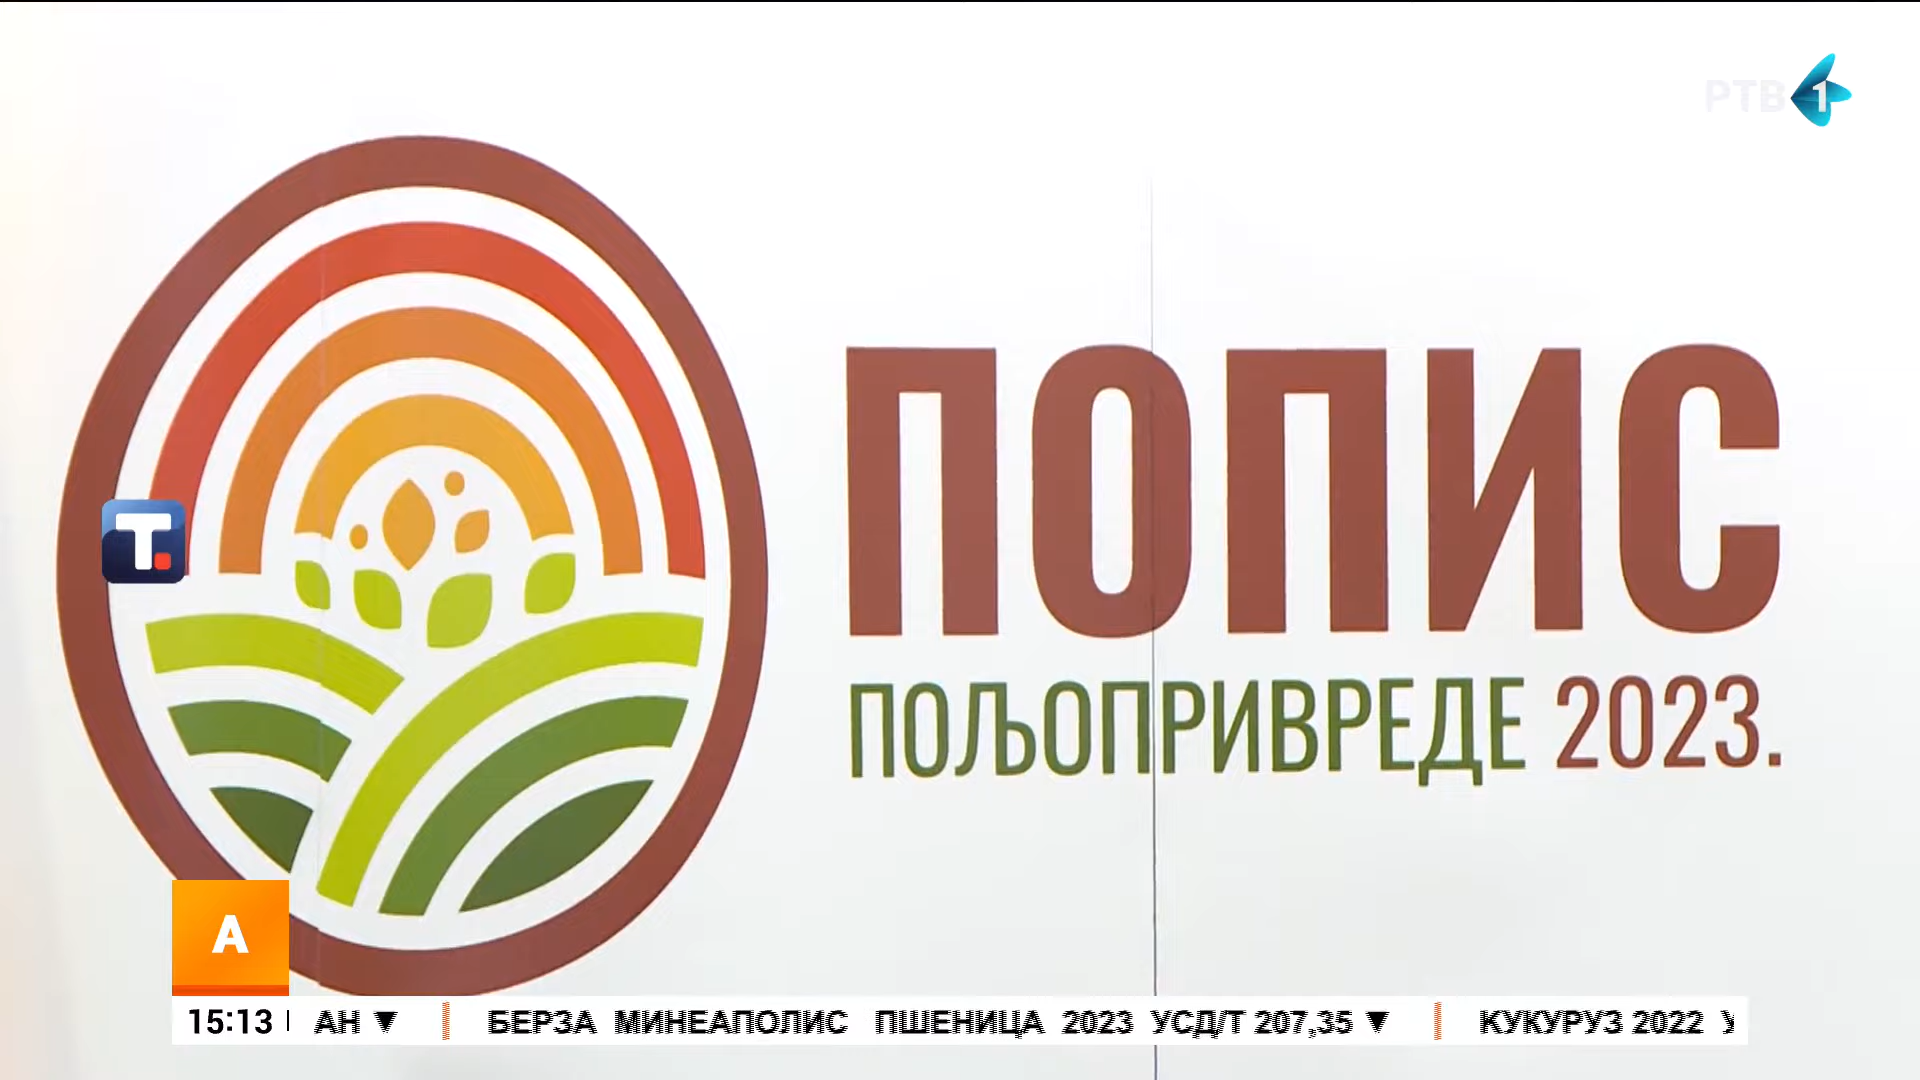 РТВ 1
ПОПИС
ПОЉОПРИВРЕДЕ 2023.
Т.
А
15:13 АН ▼ БЕРЗА МИНЕАПОЛИС ПШЕНИЦА 2023 УСД/Т 207,35 ▼ КУКУРУЗ 2022